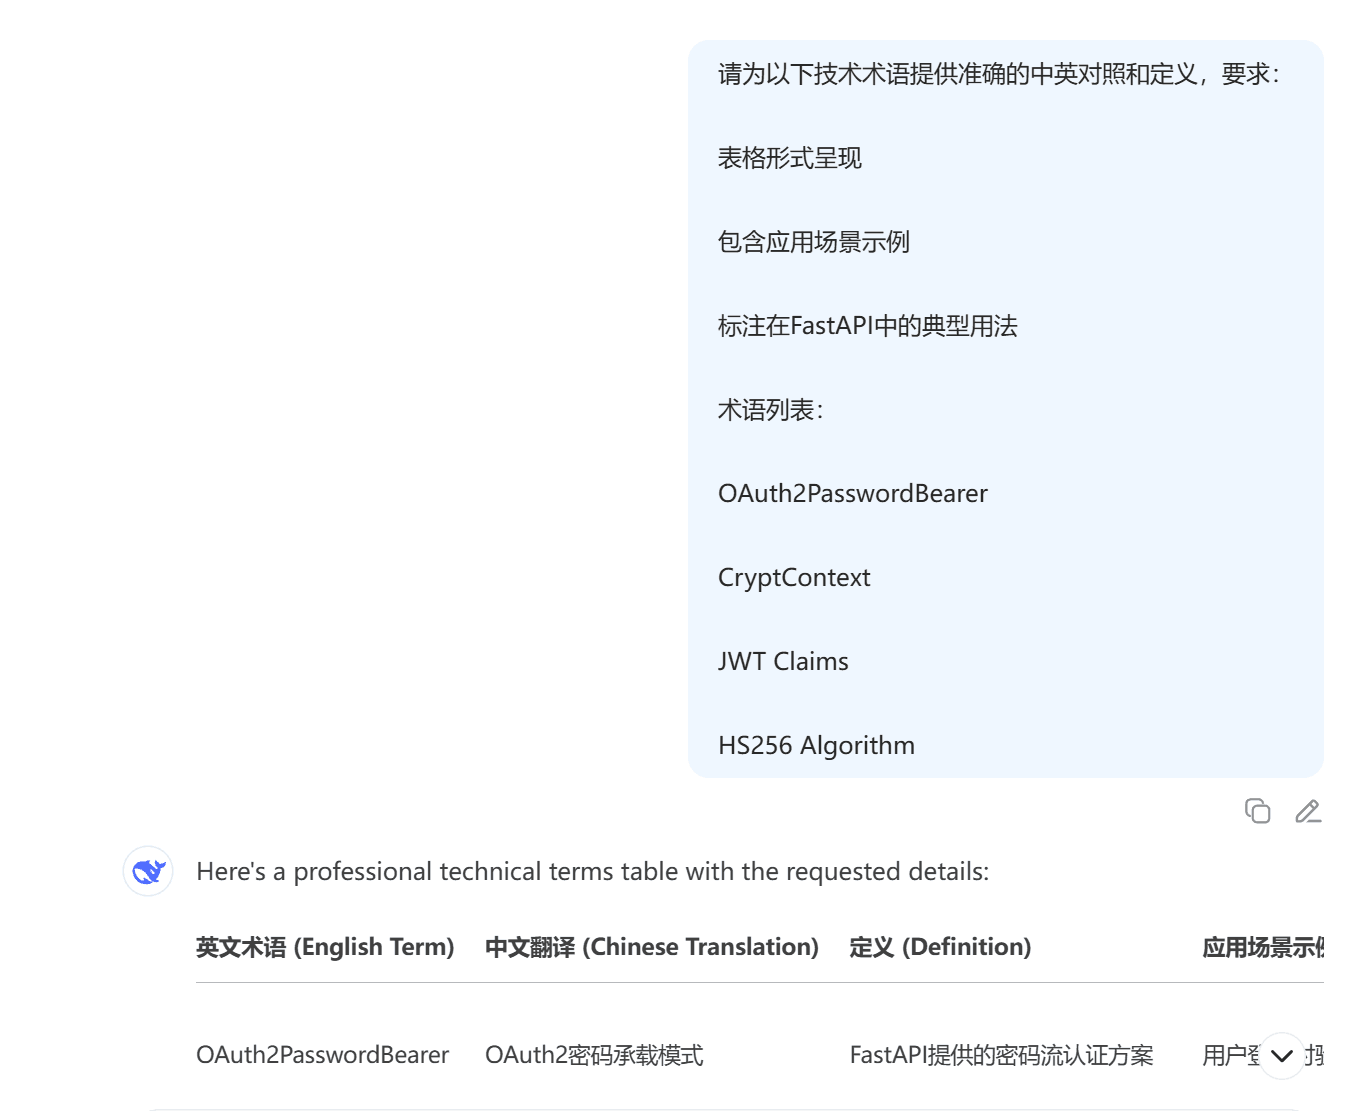 请为以下技术术语提供准确的中英对照和定义，要求：
表格形式呈现
包含应用场景示例
标注在FastAPI中的典型用法
术语列表：
OAuth2PasswordBearer
CryptContext
JWT Claims
HS256 Algorithm
Here's a professional technical terms table with the requested details:
英文术语 (English Term) 中文翻译 (Chinese Translation) 定义 (Definition) 应用场景示
OAuth2PasswordBearer OAuth2密码承载模式 FastAPI提供的密码流认证方案 用户